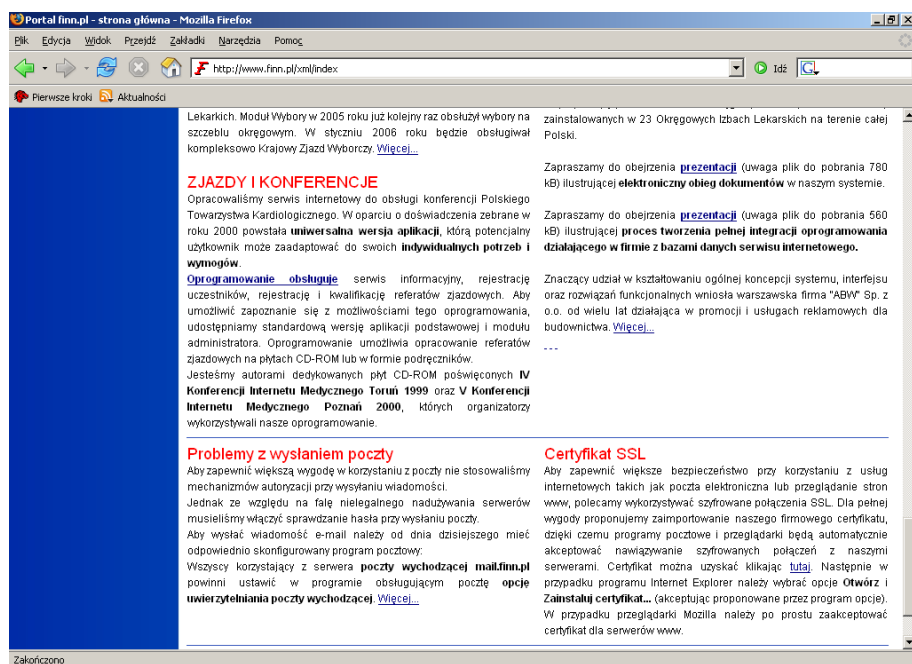 Portal finn.pl - strona główna - Mozilla Firefox
Plik Edycja Widok Przejdź Zakładki Narzędzia Pomoc
http://www.finn.pl/xml/index
Idź
Pierwsze kroki Aktualności
Lekarkich. Moduł Wybory w 2005 roku już kolejny raz obsłużył wybory na
szczeblu okręgowym. W styczniu 2006 roku będzie obsługiwał
kompleksowo Krajowy Zjazd Wyborczy. Więcej...
ZJAZDY I KONFERENCJE
Opracowaliśmy serwis internetowy do obsługi konferencji Polskiego
Towarzystwa Kardiologicznego. W oparciu o doświadczenia zebrane w
roku 2000 powstała uniwersalna wersja aplikacji, którą potencjalny
użytkownik może zaadaptować do swoich indywidualnych potrzeb i
wymogów.
Oprogramowanie obsługuje serwis informacyjny, rejestrację
uczestników, rejestrację i kwalifikację referatów zjazdowych. Aby
umożliwić zapoznanie się z możliwościami tego oprogramowania,
udostępniamy standardową wersję aplikacji podstawowej i modułu
administratora. Oprogramowanie umożliwia opracowanie referatów
zjazdowych na płytach CD-ROM lub w formie podręczników.
Jesteśmy autorami dedykowanych płyt CD-ROM poświęconych IV
Konferencji Internetu Medycznego Toruń 1999 oraz V Konferencji
Internetu Medycznego Poznań 2000, których organizatorzy
wykorzystywali nasze oprogramowanie.
zainstalowanych w 23 Okręgowych Izbach Lekarskich na terenie całej
Polski.
Zapraszamy do obejrzenia prezentacji (uwaga plik do pobrania 780
kB) ilustrującej elektroniczny obieg dokumentów w naszym systemie.
Zapraszamy do obejrzenia prezentacji (uwaga plik do pobrania 560
kB) ilustrującej proces tworzenia pełnej integracji oprogramowania
działającego w firmie z bazami danych serwisu internetowego.
Znaczący udział w kształtowaniu ogólnej koncepcji systemu, interfejsu
oraz rozwiązań funkcjonalnych wniosła warszawska firma "ABW" Sp. z
o.o. od wielu lat działająca w promocji i usługach reklamowych dla
budownictwa. Więcej...
- - -
Problemy z wysłaniem poczty
Aby zapewnić większą wygodę w korzystaniu z poczty nie stosowaliśmy
mechanizmów autoryzacji przy wysyłaniu wiadomości.
Jednak ze względu na falę nielegalnego nadużywania serwerów
musieliśmy włączyć sprawdzanie hasła przy wysłaniu poczty.
Aby wysłać wiadomość e-mail należy od dnia dzisiejszego mieć
odpowiednio skonfigurowany program pocztowy:
Wszyscy korzystający z serwera poczty wychodzącej mail.finn.pl
powinni ustawić w programie obsługującym pocztę opcję
uwierzytelniania poczty wychodzącej. Więcej...
Certyfikat SSL
Aby zapewnić większe bezpieczeństwo przy korzystaniu z usług
internetowych takich jak poczta elektroniczna lub przeglądanie stron
www, polecamy wykorzystywać szyfrowane połączenia SSL. Dla pełnej
wygody proponujemy zaimportowanie naszego firmowego certyfikatu,
dzięki czemu programy pocztowe i przeglądarki będą automatycznie
akceptować nawiązywanie szyfrowanych połączeń z naszymi
serwerami. Certyfikat można uzyskać klikając tutaj. Następnie w
przypadku programu Internet Explorer należy wybrać opcje Otwórz i
Zainstaluj certyfikat... (akceptując proponowane przez program opcje).
W przypadku przeglądarki Mozilla należy po prostu zaakceptować
certyfikat dla serwerów www.
Zakończono